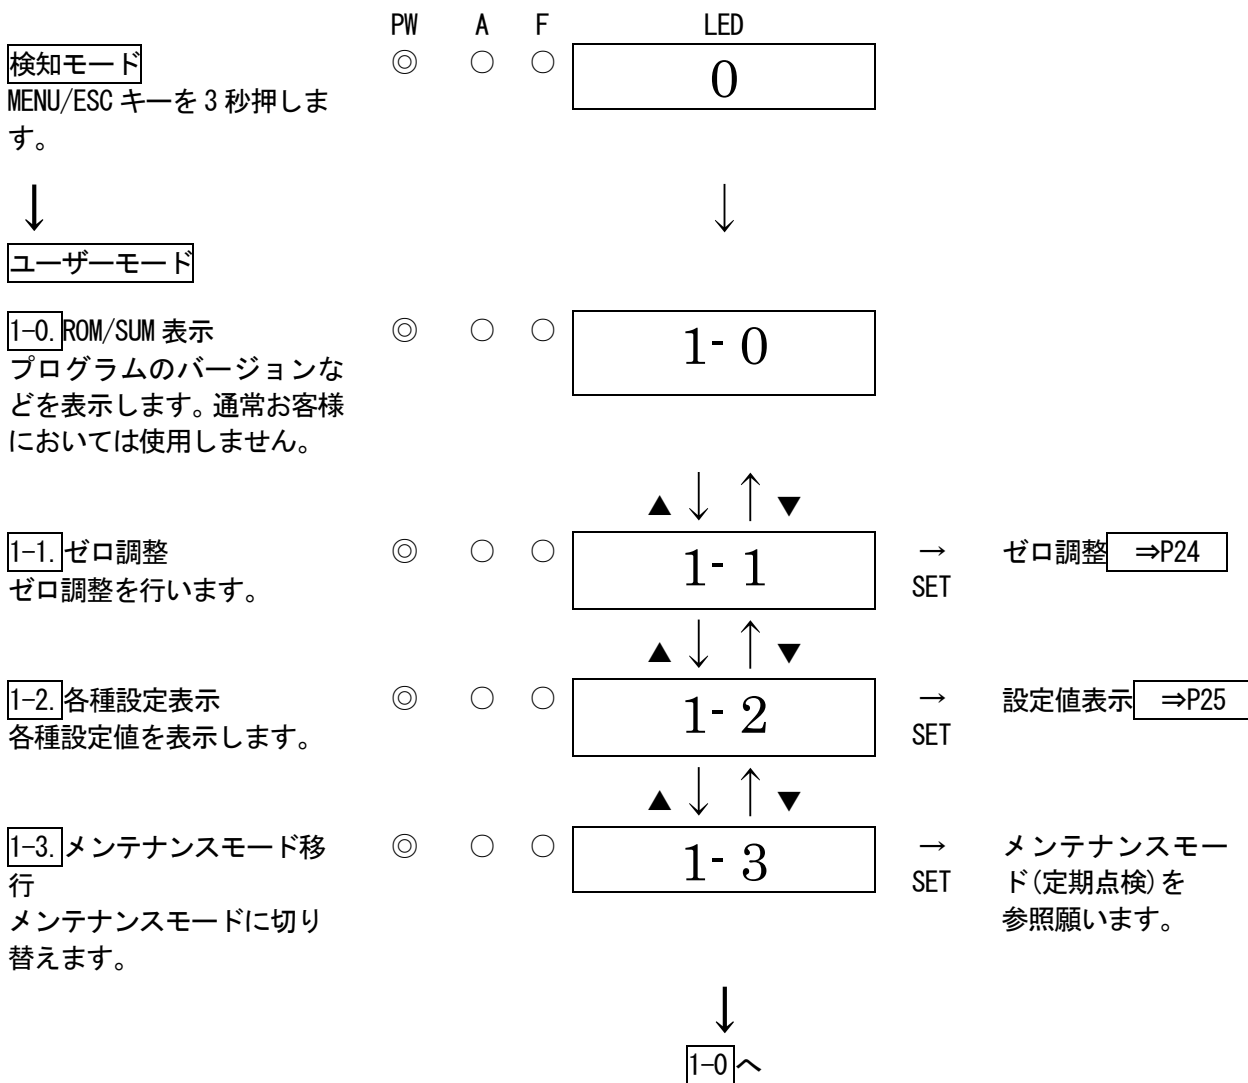 PW A F LED
検知モード ◎ ○ ○ 0
MENU/ESC キーを 3 秒押しま
す。
↓ ↓
ユーザーモード
1-0. ROM/SUM 表示 ◎ ○ ○ 1- 0
プログラムのバージョンな
どを表示します。通常お客様
においては使用しません。
▲ ↓ ↑ ▼
1-1. ゼロ調整 ◎ ○ ○ 1- 1 → ゼロ調整 ⇒P24
ゼロ調整を行います。 SET
▲ ↓ ↑ ▼
1-2. 各種設定表示 ◎ ○ ○ 1- 2 → 設定値表示 ⇒P25
各種設定値を表示します。 SET
▲ ↓ ↑ ▼
1-3. メンテナンスモード移 ◎ ○ ○ 1- 3 → メンテナンスモー
行 SET ド(定期点検)を
メンテナンスモードに切り 参照願います。
替えます。
↓
1-0 へ